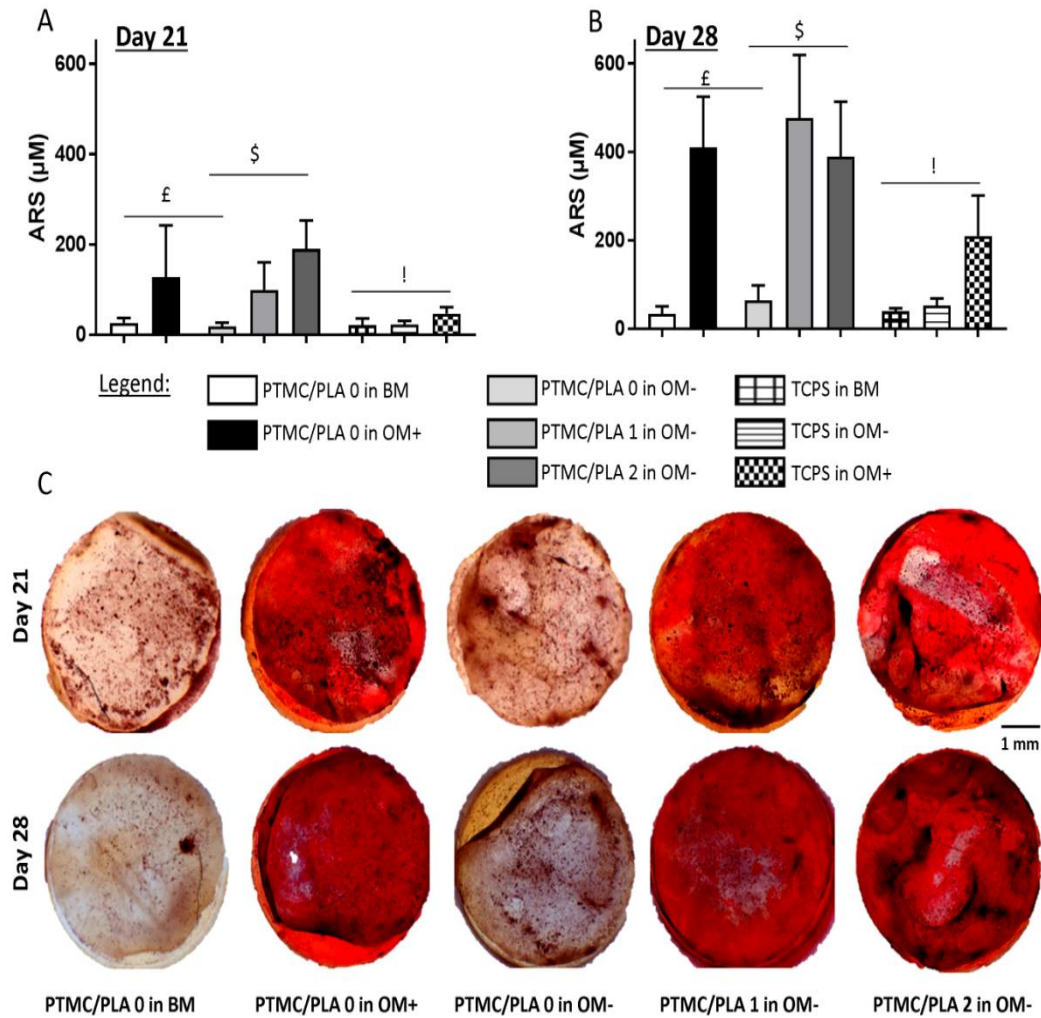 A
Day 21
600
400
200
0
ARS (µM)
£
$
!
B
Day 28
600
400
200
0
ARS (µM)
£
$
!
Legend:
PTMC/PLA 0 in BM
PTMC/PLA 0 in OM+
PTMC/PLA 0 in OM-
PTMC/PLA 1 in OM-
PTMC/PLA 2 in OM-
TCPS in BM
TCPS in OM-
TCPS in OM+
C
Day 21
1 mm
Day 28
PTMC/PLA 0 in BM
PTMC/PLA 0 in OM+
PTMC/PLA 0 in OM-
PTMC/PLA 1 in OM-
PTMC/PLA 2 in OM-